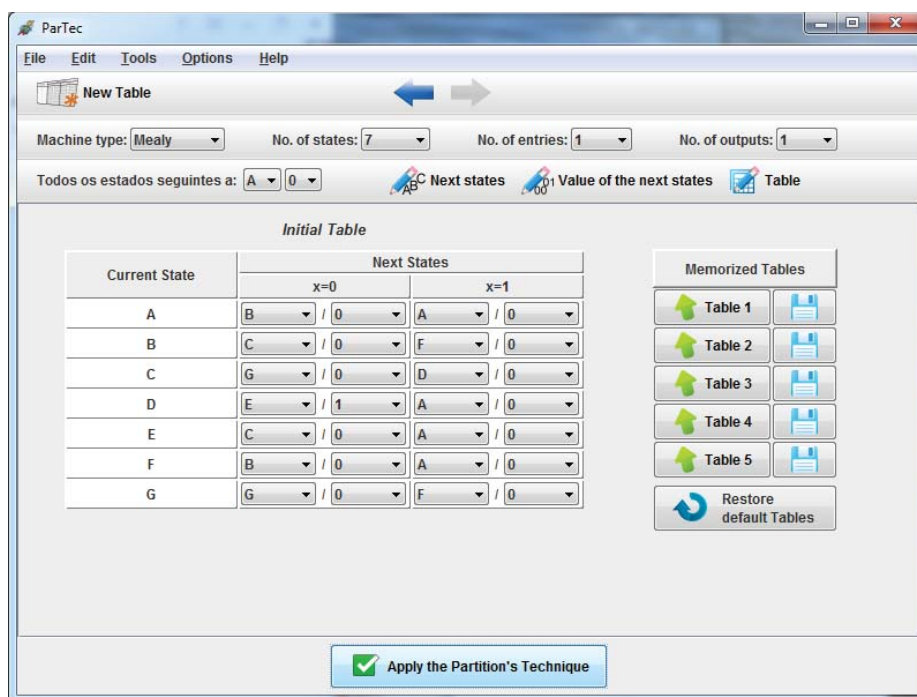 ParTec
File Edit Tools Options Help
New Table
Machine type: Mealy No. of states: 7 No. of entries: 1 No. of outputs: 1
Todos os estados seguintes a: A 0 ABC Next states 01 Value of the next states Table
Initial Table
Current State Next States
x=0 x=1
A B / 0 A / 0
B C / 0 F / 0
C G / 0 D / 0
D E / 1 A / 0
E C / 0 A / 0
F B / 0 A / 0
G G / 0 F / 0
Memorized Tables
Table 1
Table 2
Table 3
Table 4
Table 5
Restore
default Tables
Apply the Partition's Technique